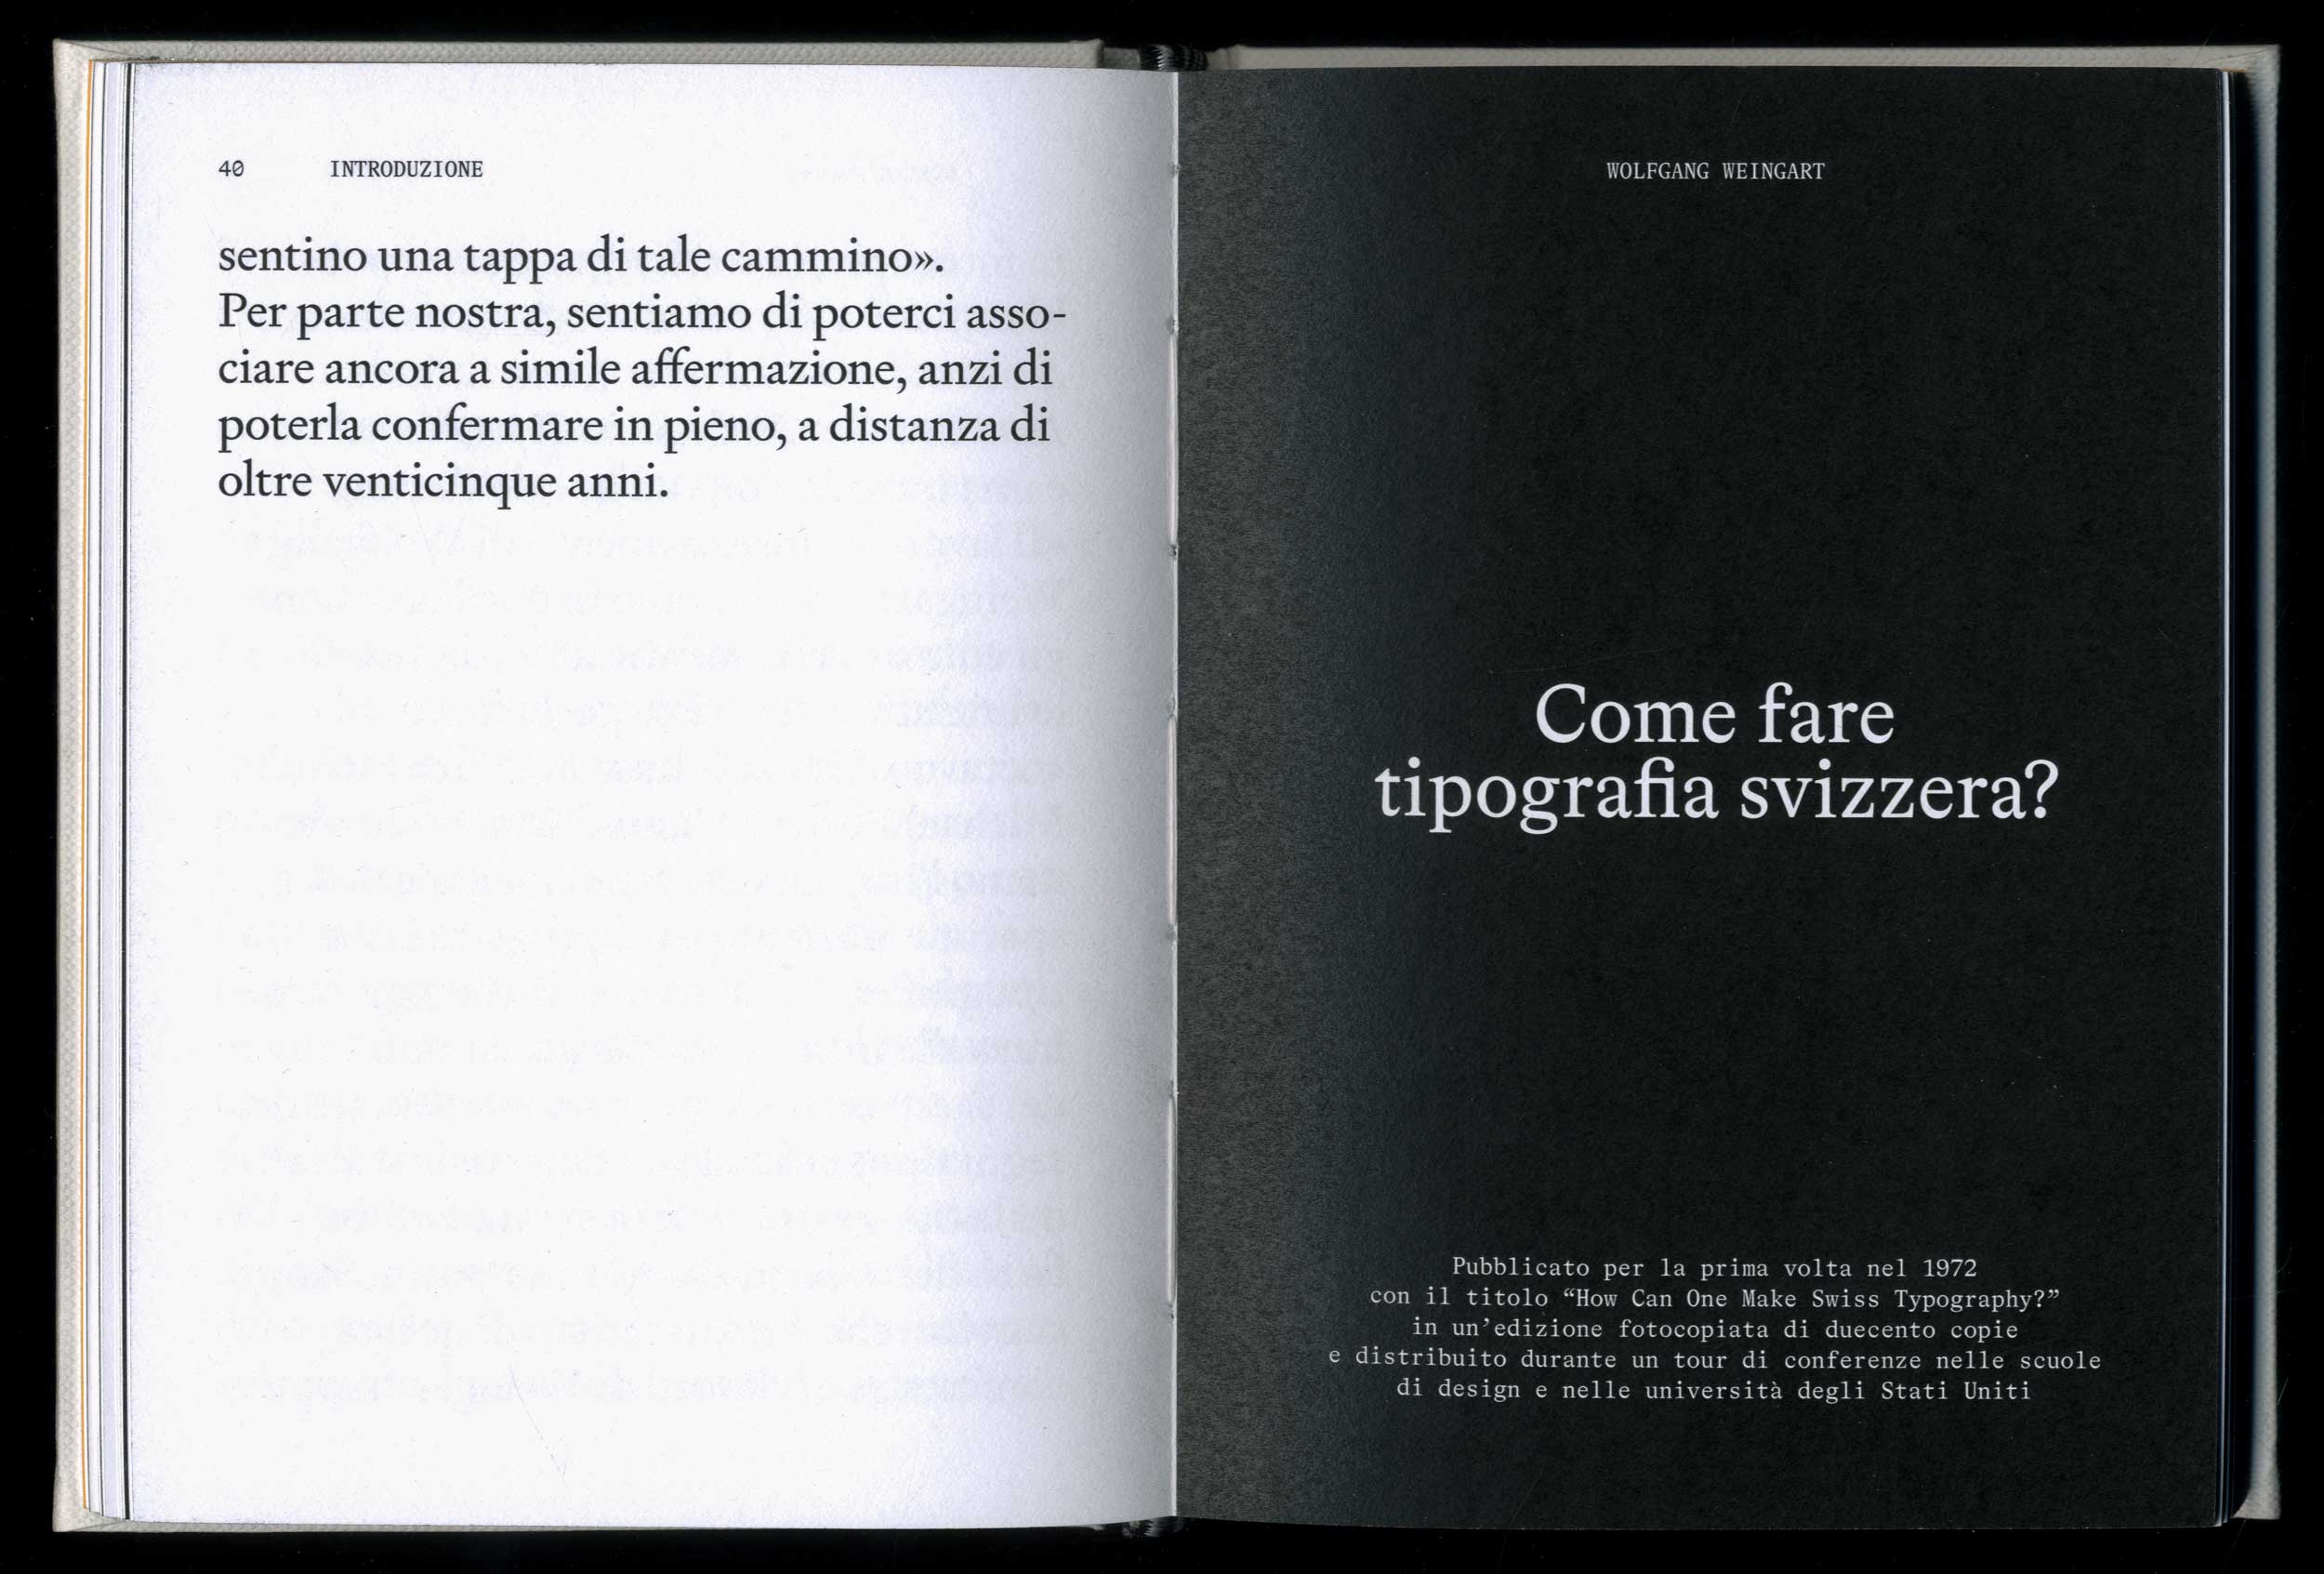 40 INTRODUZIONE
sentino una tappa di tale cammino».
Per parte nostra, sentiamo di poterci asso-
ciare ancora a simile affermazione, anzi di
poterla confermare in pieno, a distanza di
oltre venticinque anni.
WOLFGANG WEINGART
Come fare
tipografia svizzera?
Pubblicato per la prima volta nel 1972
con il titolo “How Can One Make Swiss Typography?”
in un’edizione fotocopiata di duecento copie
e distribuito durante un tour di conferenze nelle scuole
di design e nelle università degli Stati Uniti